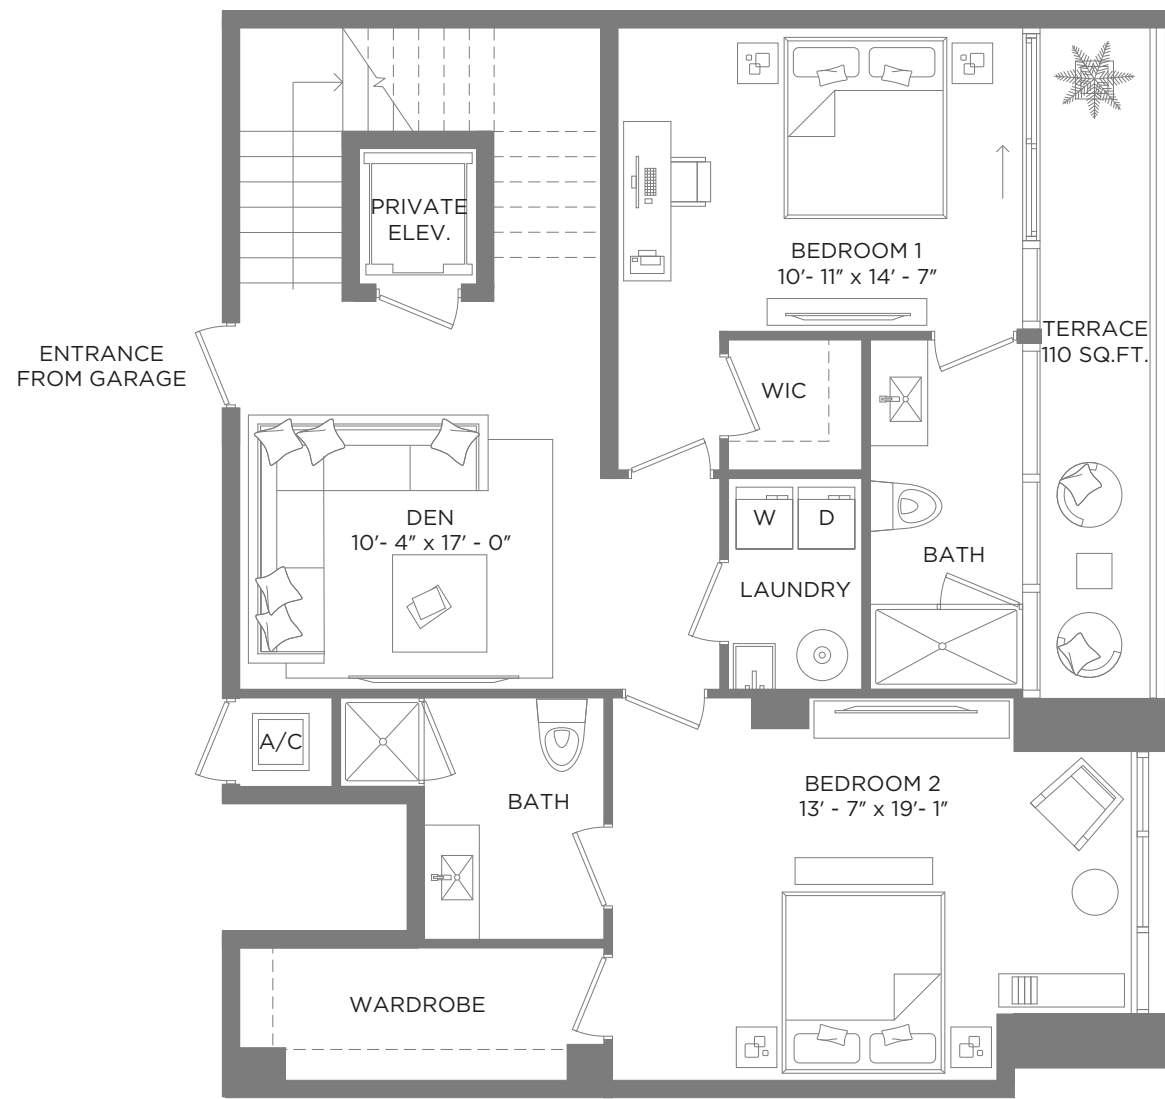 PRIVATE
ELEV.
BEDROOM 1
10'- 11" x 14' - 7"
ENTRANCE
FROM GARAGE
TERRACE
110 SQ.FT.
WIC
DEN
10'- 4" x 17' - 0"
W
D
BATH
LAUNDRY
A/C
BATH
BEDROOM 2
13' - 7" x 19'- 1"
WARDROBE